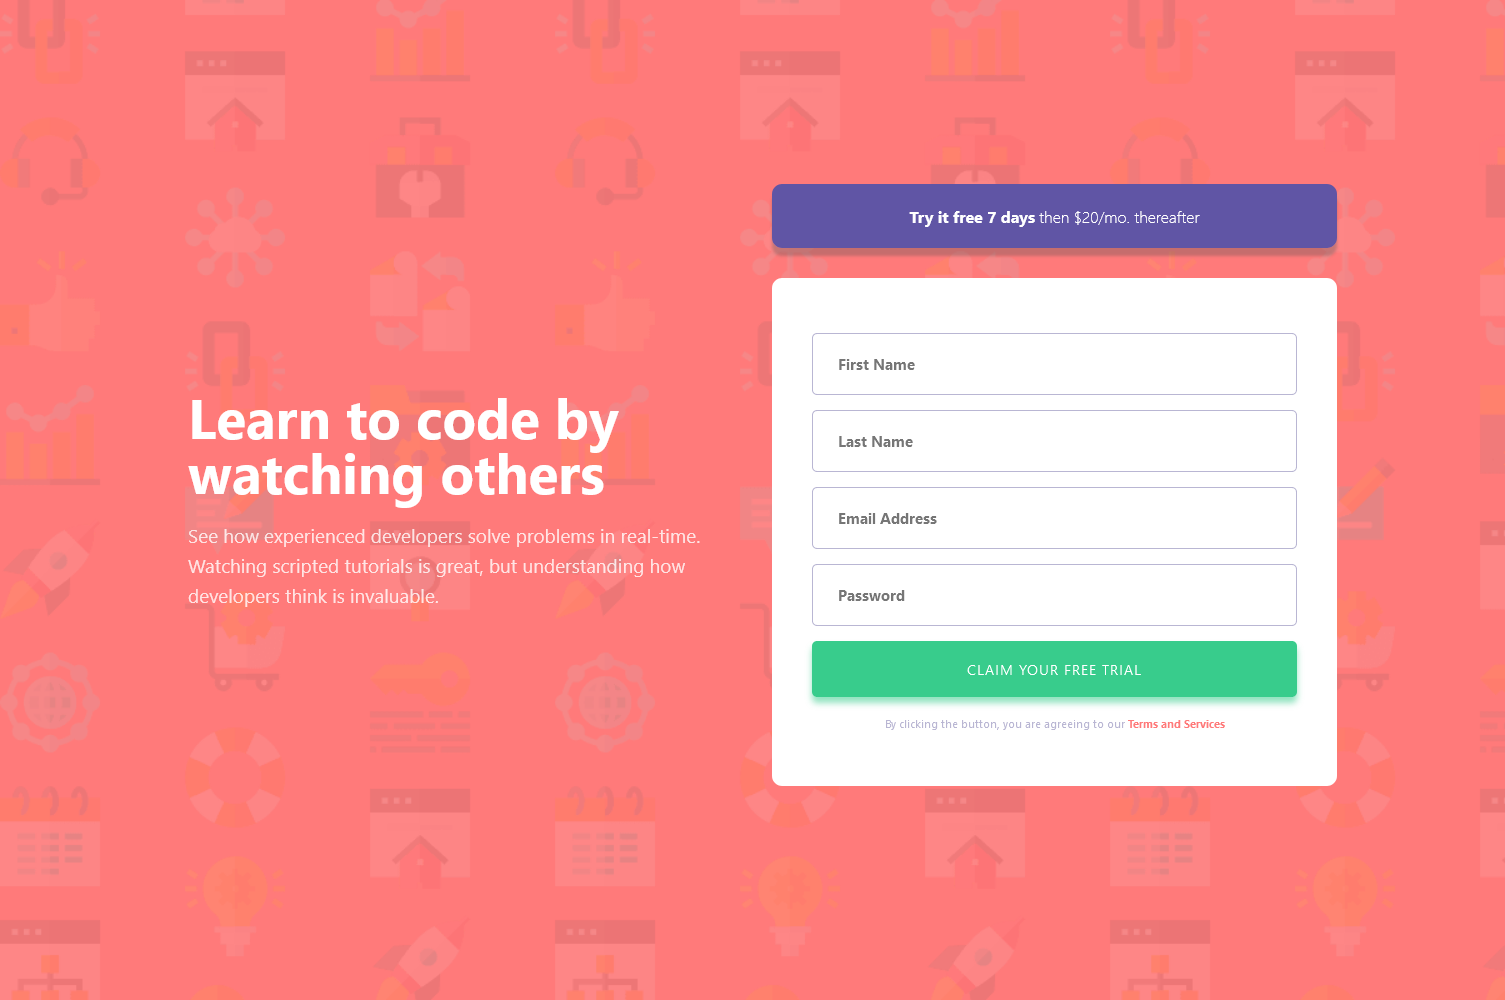 Learn to code by
watching others
See how experienced developers solve problems in real-time.
Watching scripted tutorials is great, but understanding how
developers think is invaluable.
Try it free 7 days then $20/mo. thereafter
First Name
Last Name
Email Address
Password
CLAIM YOUR FREE TRIAL
By clicking the button, you are agreeing to our Terms and Services